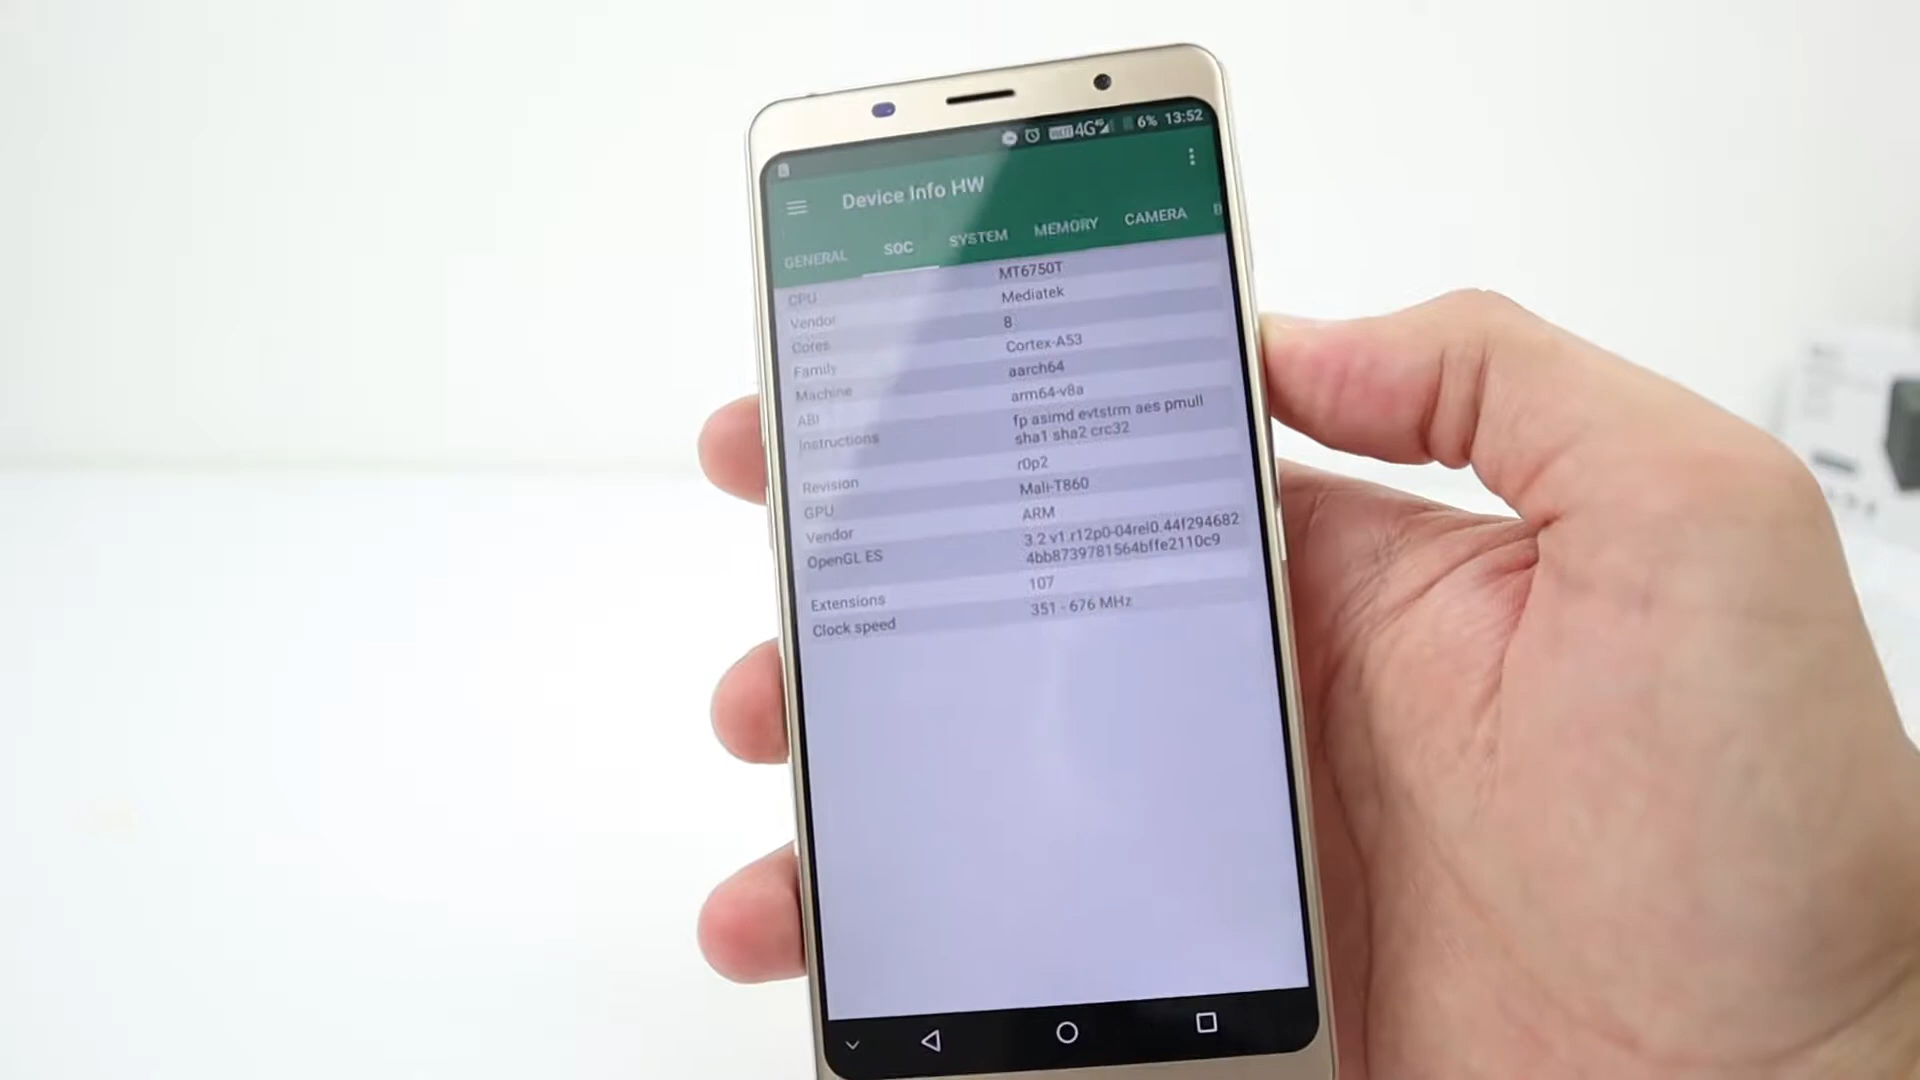 4G 6% 13:52
Device Info HW
GENERAL SOC SYSTEM MEMORY CAMERA
CPU MT6750T
Vendor Mediatek
Cores 8
Family Cortex-A53
Machine aarch64
ABI arm64-v8a
Instructions fp asimd evtstrm aes pmull
sha1 sha2 crc32
Revision r0p2
GPU Mali-T860
Vendor ARM
OpenGL ES 3.2 v1.r12p0-04rel0.44f294682
4bb8739781564bffe2110c9
Extensions 107
Clock speed 351 - 676 MHz